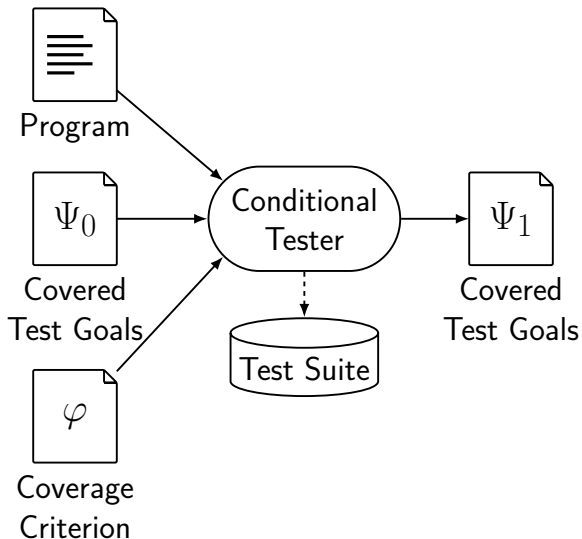 Program
Ψ₀
Covered
Test Goals
φ
Coverage
Criterion
Conditional
Tester
Test Suite
Ψ₁
Covered
Test Goals